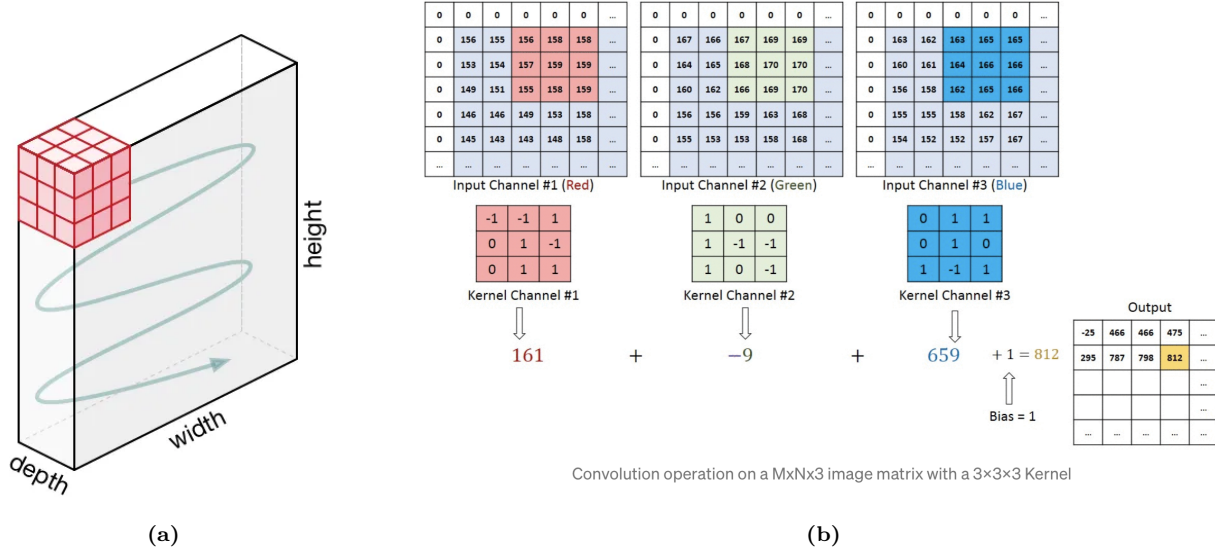 height
width
depth
(a)
0 0 0 0 0 0 ...
0 156 155 156 158 158 ...
0 153 154 157 159 159 ...
0 149 151 155 158 159 ...
0 146 146 149 153 158 ...
0 145 143 143 148 158 ...
... ... ... ... ... ... ...
Input Channel #1 (Red)
0 0 0 0 0 0 ...
0 167 166 167 169 169 ...
0 164 165 168 170 170 ...
0 160 162 166 169 170 ...
0 156 156 159 163 168 ...
0 155 153 153 158 168 ...
... ... ... ... ... ... ...
Input Channel #2 (Green)
0 0 0 0 0 0 ...
0 163 162 163 165 165 ...
0 160 161 164 166 166 ...
0 156 158 162 165 166 ...
0 155 155 158 162 167 ...
0 154 152 152 157 167 ...
... ... ... ... ... ... ...
Input Channel #3 (Blue)
-1 -1 1
0 1 -1
0 1 1
Kernel Channel #1
1 0 0
1 -1 -1
1 0 -1
Kernel Channel #2
0 1 1
0 1 0
1 -1 1
Kernel Channel #3
161 + −9 + 659 + 1 = 812
Bias = 1
Output
-25 466 466 475 ...
295 787 798 812 ...
...
...
... ... ... ... ...
Convolution operation on a MxNx3 image matrix with a 3×3×3 Kernel
(b)